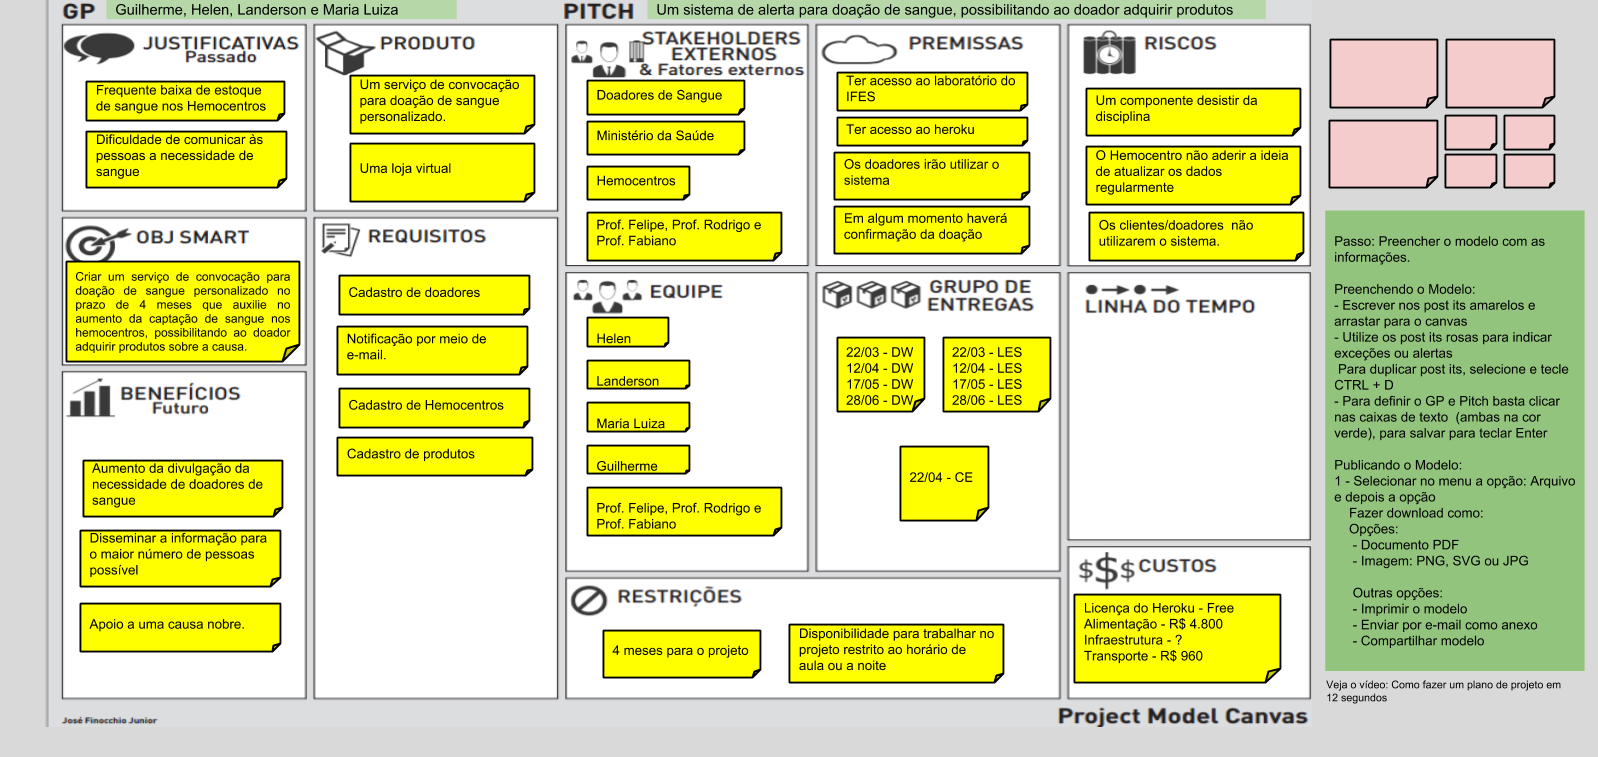 GP
Guilherme, Helen, Landerson e Maria Luiza
PITCH
Um sistema de alerta para doação de sangue, possibilitando ao doador adquirir produtos
JUSTIFICATIVAS
Passado
Frequente baixa de estoque
de sangue nos Hemocentros
Dificuldade de comunicar às
pessoas a necessidade de
sangue
PRODUTO
Um serviço de convocação
para doação de sangue
personalizado.
Uma loja virtual
STAKEHOLDERS
EXTERNOS
& Fatores externos
Doadores de Sangue
Ministério da Saúde
Hemocentros
Prof. Felipe, Prof. Rodrigo e
Prof. Fabiano
PREMISSAS
Ter acesso ao laboratório do
IFES
Ter acesso ao heroku
Os doadores irão utilizar o
sistema
Em algum momento haverá
confirmação da doação
RISCOS
Um componente desistir da
disciplina
O Hemocentro não aderir a ideia
de atualizar os dados
regularmente
Os clientes/doadores não
utilizarem o sistema.
OBJ SMART
Criar um serviço de convocação para
doação de sangue personalizado no
prazo de 4 meses que auxilie no
aumento da captação de sangue nos
hemocentros, possibilitando ao doador
adquirir produtos sobre a causa.
REQUISITOS
Cadastro de doadores
Notificação por meio de
e-mail.
Cadastro de Hemocentros
Cadastro de produtos
EQUIPE
Helen
Landerson
Maria Luiza
Guilherme
Prof. Felipe, Prof. Rodrigo e
Prof. Fabiano
GRUPO DE
ENTREGAS
22/03 - DW
12/04 - DW
17/05 - DW
28/06 - DW
22/03 - LES
12/04 - LES
17/05 - LES
28/06 - LES
22/04 - CE
LINHA DO TEMPO
BENEFÍCIOS
Futuro
Aumento da divulgação da
necessidade de doadores de
sangue
Disseminar a informação para
o maior número de pessoas
possível
Apoio a uma causa nobre.
RESTRIÇÕES
4 meses para o projeto
Disponibilidade para trabalhar no
projeto restrito ao horário de
aula ou a noite
$$$ CUSTOS
Licença do Heroku - Free
Alimentação - R$ 4.800
Infraestrutura - ?
Transporte - R$ 960
José Finocchio Junior
Project Model Canvas
Passo: Preencher o modelo com as
informações.
Preenchendo o Modelo:
- Escrever nos post its amarelos e
arrastar para o canvas
- Utilize os post its rosas para indicar
exceções ou alertas
Para duplicar post its, selecione e tecle
CTRL + D
- Para definir o GP e Pitch basta clicar
nas caixas de texto (ambas na cor
verde), para salvar para teclar Enter
Publicando o Modelo:
1 - Selecionar no menu a opção: Arquivo
e depois a opção
Fazer download como:
Opções:
- Documento PDF
- Imagem: PNG, SVG ou JPG
Outras opções:
- Imprimir o modelo
- Enviar por e-mail como anexo
- Compartilhar modelo
Veja o vídeo: Como fazer um plano de projeto em
12 segundos